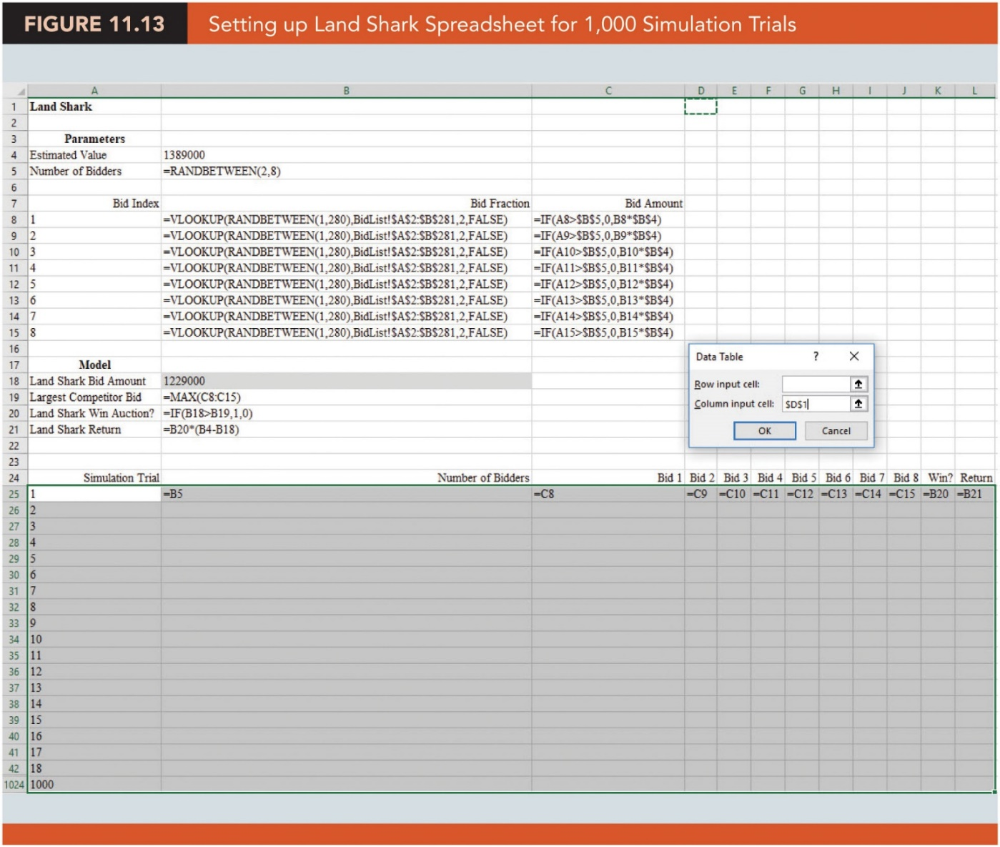 FIGURE 11.13 Setting up Land Shark Spreadsheet for 1,000 Simulation Trials
A B C D E F G H I J K L
1 Land Shark
2
3 Parameters
4 Estimated Value 1389000
5 Number of Bidders =RANDBETWEEN(2,8)
6
7 Bid Index Bid Fraction Bid Amount
8 1 =VLOOKUP(RANDBETWEEN(1,280),BidList!$A$2:$B$281,2,FALSE) =IF(A8>$B$5,0,B8*$B$4)
9 2 =VLOOKUP(RANDBETWEEN(1,280),BidList!$A$2:$B$281,2,FALSE) =IF(A9>$B$5,0,B9*$B$4)
10 3 =VLOOKUP(RANDBETWEEN(1,280),BidList!$A$2:$B$281,2,FALSE) =IF(A10>$B$5,0,B10*$B$4)
11 4 =VLOOKUP(RANDBETWEEN(1,280),BidList!$A$2:$B$281,2,FALSE) =IF(A11>$B$5,0,B11*$B$4)
12 5 =VLOOKUP(RANDBETWEEN(1,280),BidList!$A$2:$B$281,2,FALSE) =IF(A12>$B$5,0,B12*$B$4)
13 6 =VLOOKUP(RANDBETWEEN(1,280),BidList!$A$2:$B$281,2,FALSE) =IF(A13>$B$5,0,B13*$B$4)
14 7 =VLOOKUP(RANDBETWEEN(1,280),BidList!$A$2:$B$281,2,FALSE) =IF(A14>$B$5,0,B14*$B$4)
15 8 =VLOOKUP(RANDBETWEEN(1,280),BidList!$A$2:$B$281,2,FALSE) =IF(A15>$B$5,0,B15*$B$4)
16
17 Model
18 Land Shark Bid Amount 1229000
19 Largest Competitor Bid =MAX(C8:C15)
20 Land Shark Win Auction? =IF(B18>B19,1,0)
21 Land Shark Return =B20*(B4-B18)
22
23
Data Table ? X
Row input cell:
Column input cell: $D$1
OK Cancel
24 Simulation Trial Number of Bidders Bid 1 Bid 2 Bid 3 Bid 4 Bid 5 Bid 6 Bid 7 Bid 8 Win? Return
25 1 =B5 =C8 =C9 =C10 =C11 =C12 =C13 =C14 =C15 =B20 =B21
26 2
27 3
28 4
29 5
30 6
31 7
32 8
33 9
34 10
35 11
36 12
37 13
38 14
39 15
40 16
41 17
42 18
1024 1000